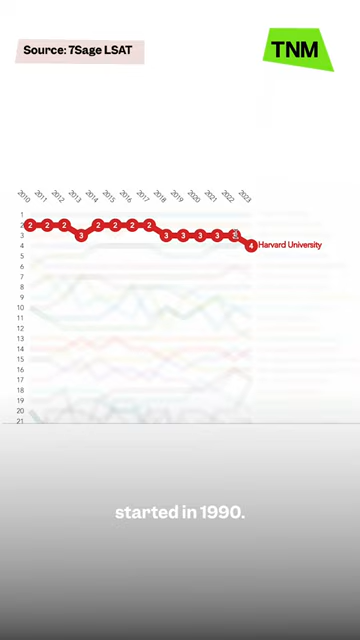 Source: 7Sage LSAT
TNM
2010 2011 2012 2013 2014 2015 2016 2017 2018 2019 2020 2021 2022 2023
1
2 2 2 2 2 2 2 2
3 3 3 3 3 3 3
4 4 Harvard University
5
6
7
8
9
10
11
12
13
14
15
16
17
18
19
20
21
started in 1990.